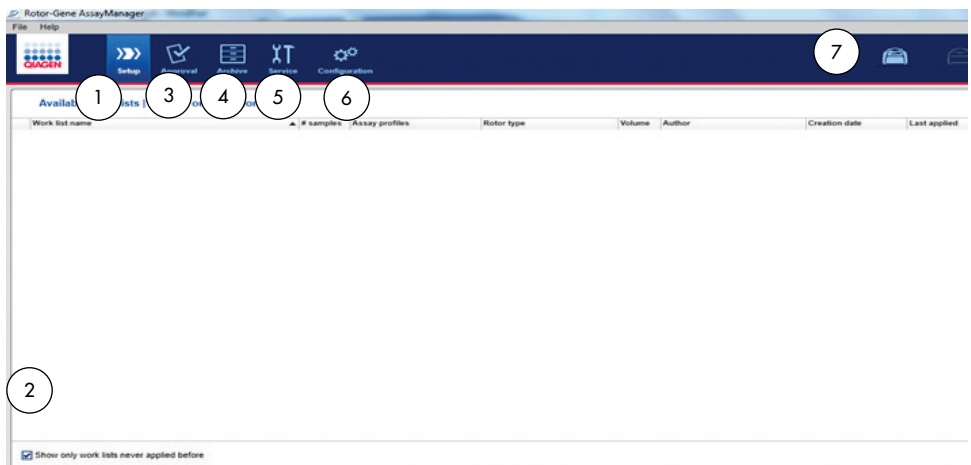 Rotor-Gene AssayManager
File Help
QIAGEN
Setup Approval Archive Service Configuration
7
1 3 4 5 6
Work list name # samples Assay profiles Rotor type Volume Author Creation date Last applied
2
Show only work lists never applied before